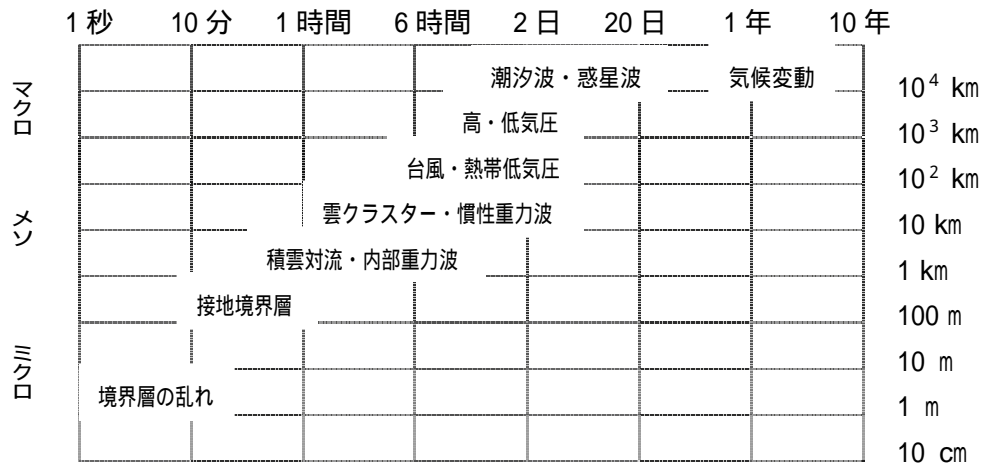 1秒 10分 1時間 6時間 2日 20日 1年 10年
マクロ
潮汐波・惑星波 気候変動
10⁴ km
高・低気圧
10³ km
台風・熱帯低気圧
10² km
メソ
雲クラスター・慣性重力波
10 km
積雲対流・内部重力波
1 km
接地境界層
100 m
ミクロ
10 m
境界層の乱れ
1 m
10 cm